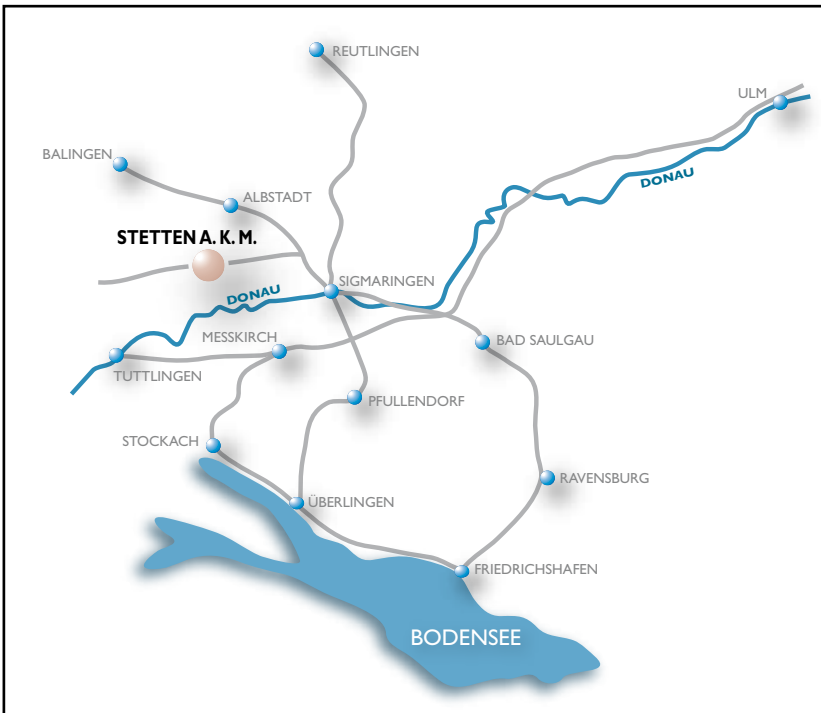 REUTLINGEN
ULM
BALINGEN
DONAU
ALBSTADT
STETTEN A. K. M.
SIGMARINGEN
DONAU
MESSKIRCH
BAD SAULGAU
TUTTLINGEN
PFULLENDORF
STOCKACH
RAVENSBURG
ÜBERLINGEN
FRIEDRICHSHAFEN
BODENSEE